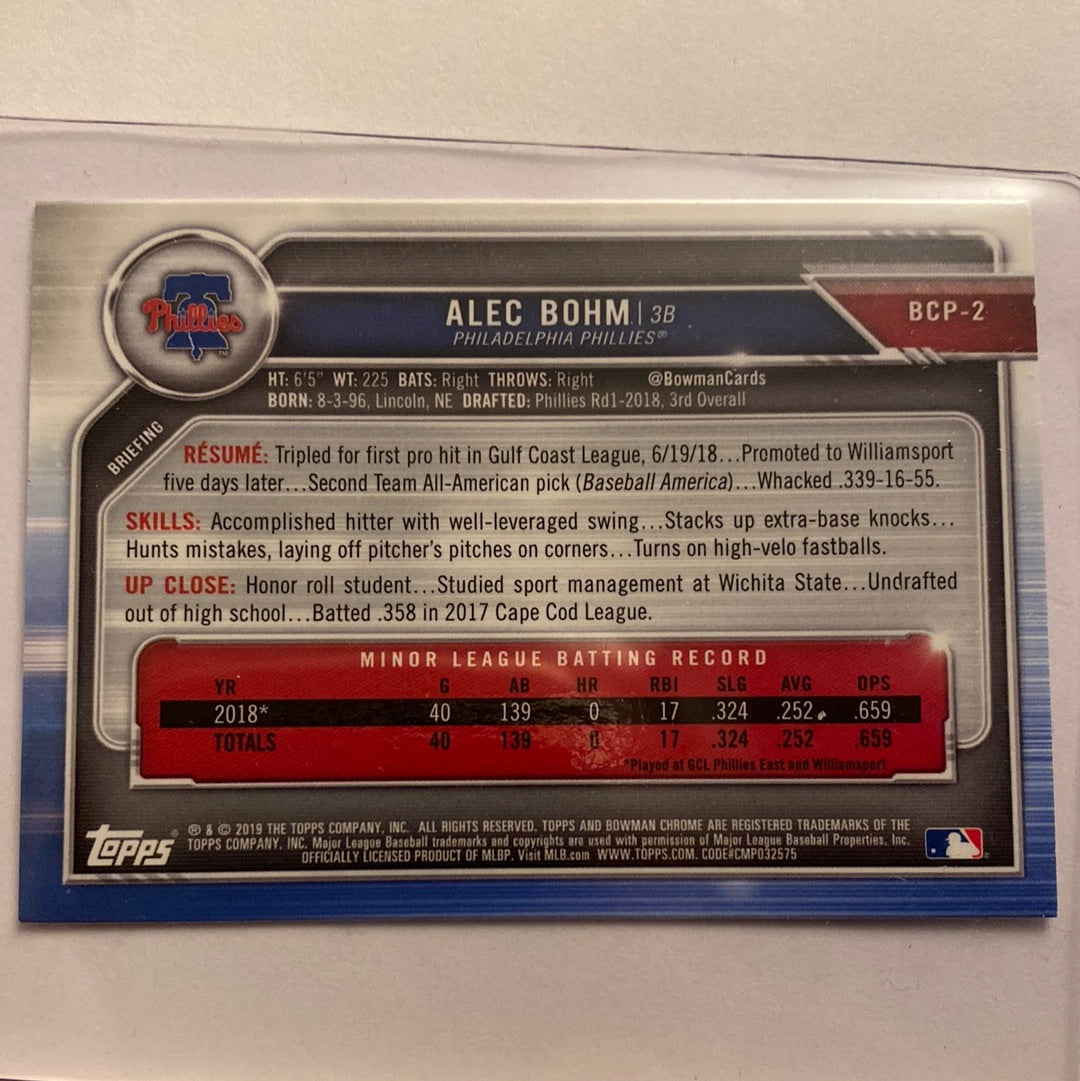 Phillies
ALEC BOHM | 3B
PHILADELPHIA PHILLIES®
BCP-2
HT: 6'5" WT: 225 BATS: Right THROWS: Right @BowmanCards
BORN: 8-3-96, Lincoln, NE DRAFTED: Phillies Rd1-2018, 3rd Overall
BRIEFING
RÉSUMÉ: Tripled for first pro hit in Gulf Coast League, 6/19/18...Promoted to Williamsport
five days later...Second Team All-American pick (Baseball America)...Whacked .339-16-55.
SKILLS: Accomplished hitter with well-leveraged swing...Stacks up extra-base knocks...
Hunts mistakes, laying off pitcher's pitches on corners...Turns on high-velo fastballs.
UP CLOSE: Honor roll student...Studied sport management at Wichita State...Undrafted
out of high school...Batted .358 in 2017 Cape Cod League.
MINOR LEAGUE BATTING RECORD
YR G AB HR RBI SLG AVG OPS
2018* 40 139 0 17 .324 .252 .659
TOTALS 40 139 0 17 .324 .252 .659
*Played at GCL Phillies East and Williamsport
TOPPS®
® & © 2019 THE TOPPS COMPANY, INC. ALL RIGHTS RESERVED. TOPPS AND BOWMAN CHROME ARE REGISTERED TRADEMARKS OF THE
TOPPS COMPANY, INC. Major League Baseball trademarks and copyrights are used with permission of Major League Baseball Properties, Inc.
OFFICIALLY LICENSED PRODUCT OF MLBP. Visit MLB.com WWW.TOPPS.COM. CODE#CMP032575